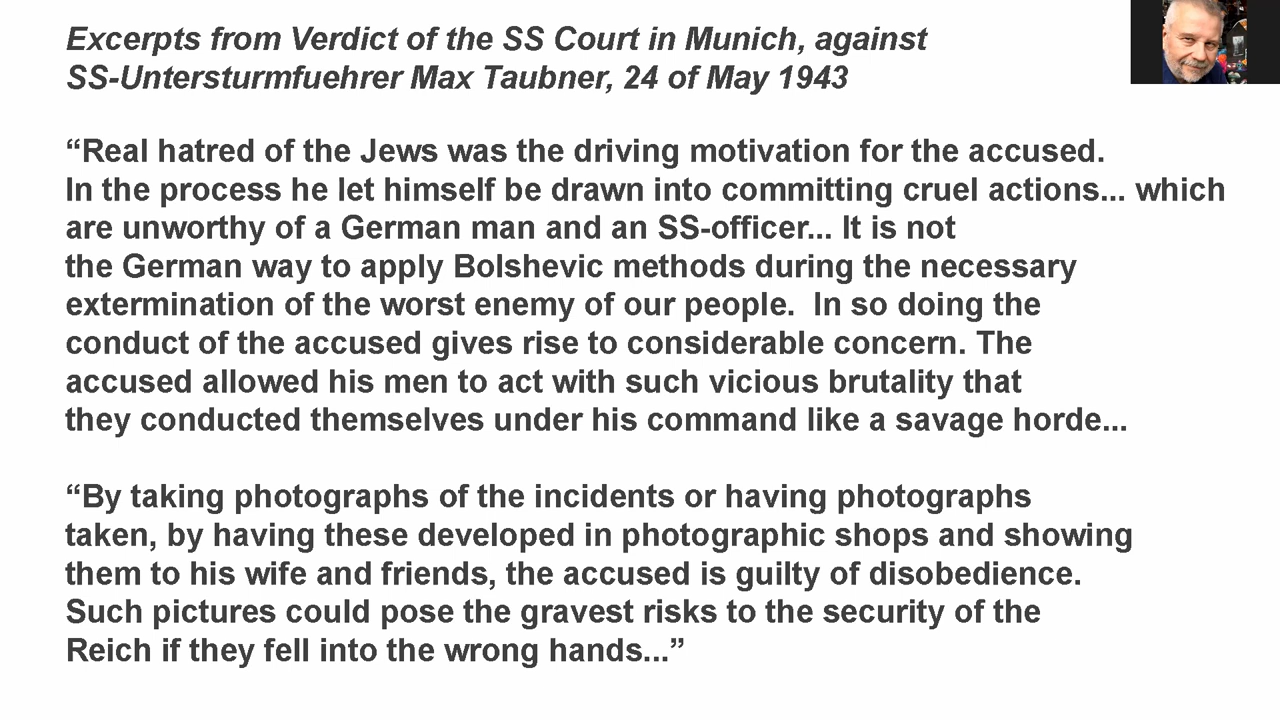 Excerpts from Verdict of the SS Court in Munich, against
SS-Untersturmfuehrer Max Taubner, 24 of May 1943
“Real hatred of the Jews was the driving motivation for the accused.
In the process he let himself be drawn into committing cruel actions... which
are unworthy of a German man and an SS-officer... It is not
the German way to apply Bolshevic methods during the necessary
extermination of the worst enemy of our people.  In so doing the
conduct of the accused gives rise to considerable concern. The
accused allowed his men to act with such vicious brutality that
they conducted themselves under his command like a savage horde...
“By taking photographs of the incidents or having photographs
taken, by having these developed in photographic shops and showing
them to his wife and friends, the accused is guilty of disobedience.
Such pictures could pose the gravest risks to the security of the
Reich if they fell into the wrong hands...”